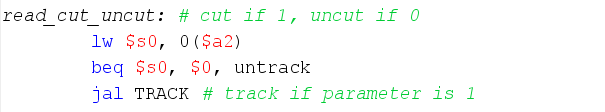 read_cut_uncut: # cut if 1, uncut if 0
lw $s0, 0($a2)
beq $s0, $0, untrack
jal TRACK # track if parameter is 1